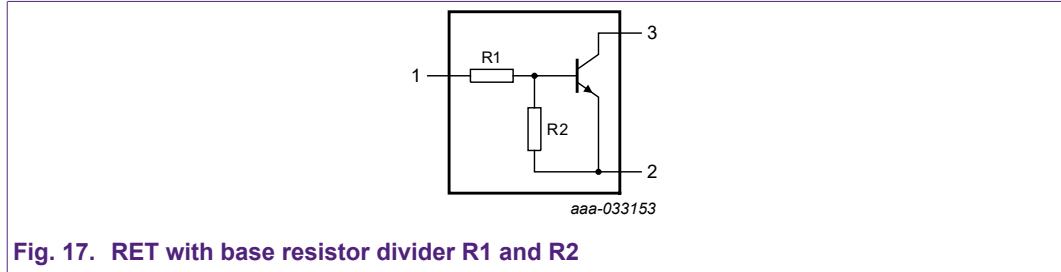 3
R1
1
R2
2
aaa-033153
Fig. 17. RET with base resistor divider R1 and R2